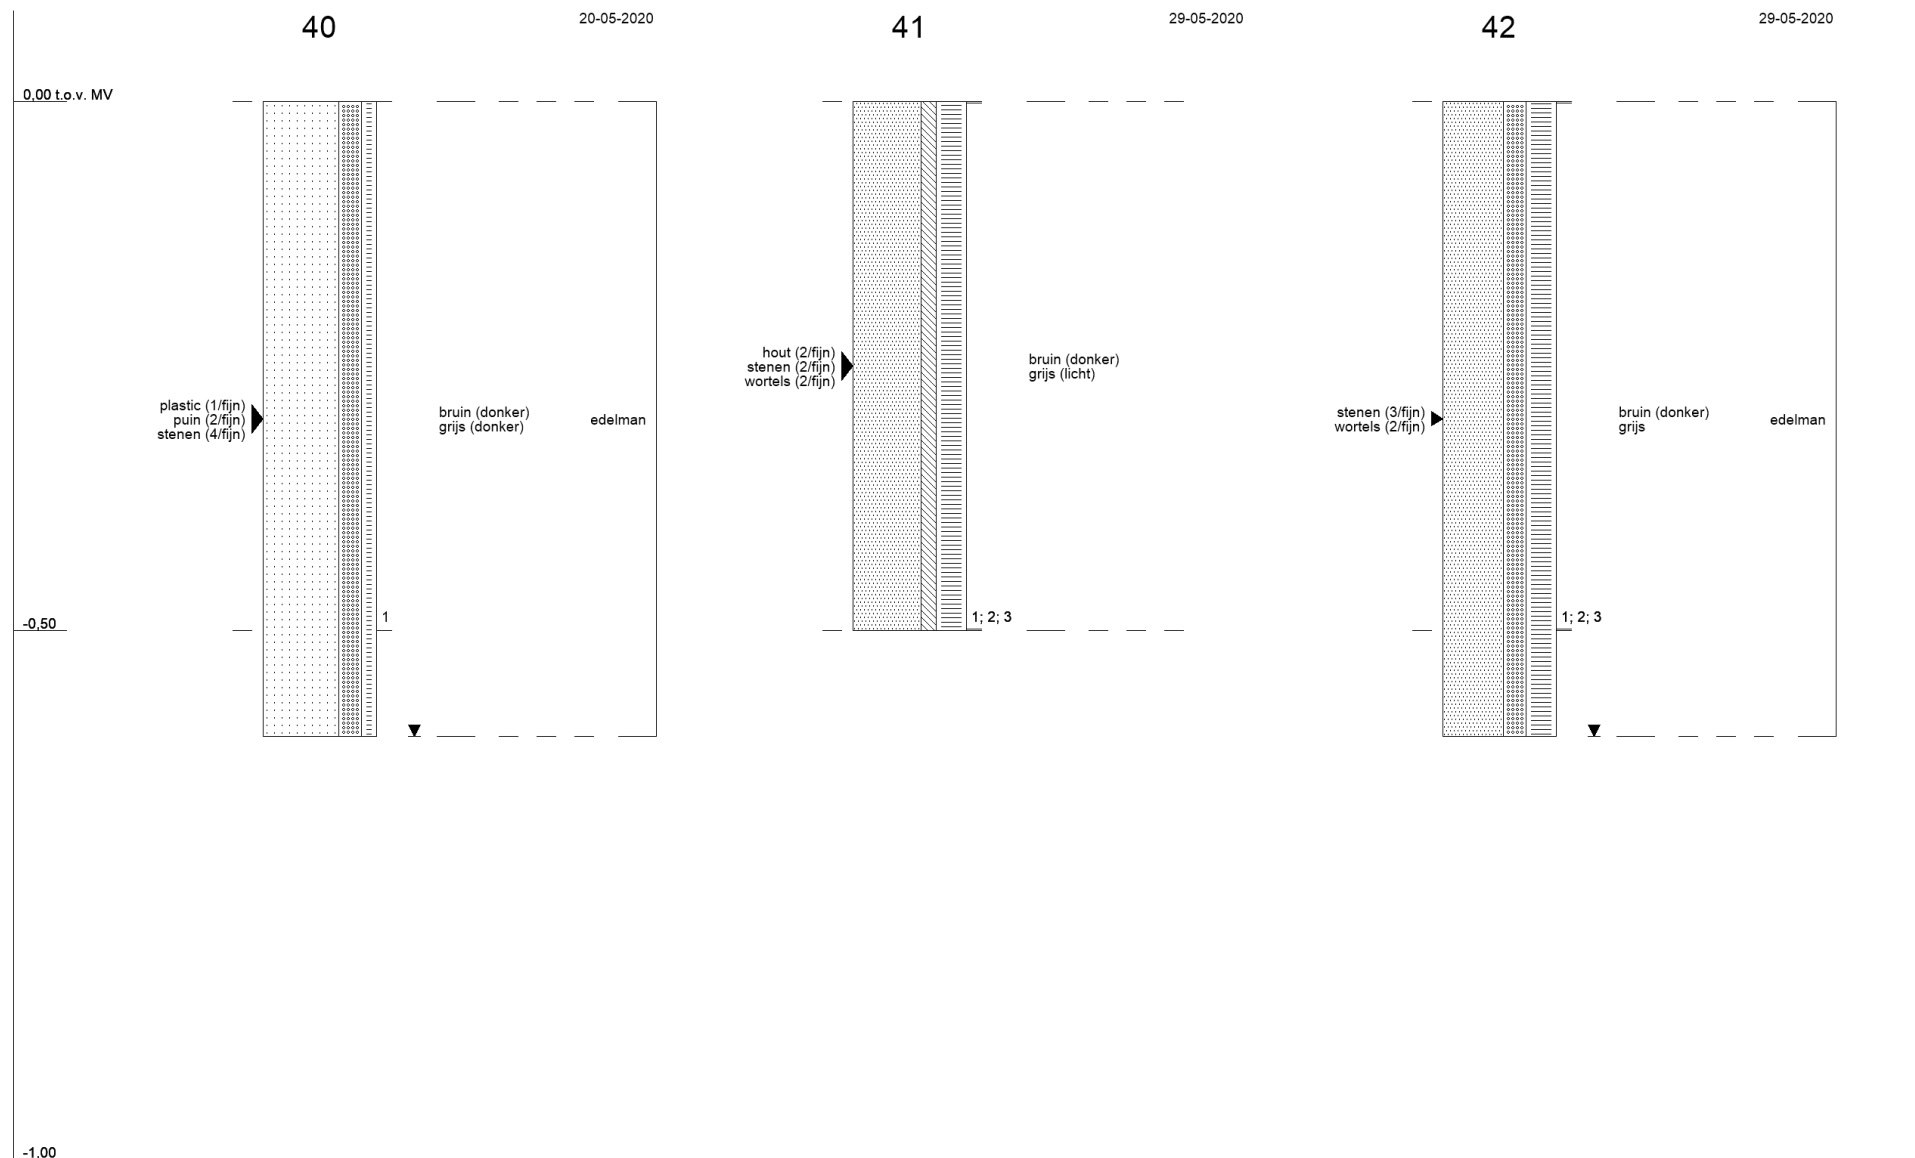 40
20-05-2020
41
29-05-2020
42
29-05-2020
0,00 t.o.v. MV
hout (2/fijn)
stenen (2/fijn)
wortels (2/fijn)
bruin (donker)
grijs (licht)
plastic (1/fijn)
puin (2/fijn)
stenen (4/fijn)
bruin (donker)
grijs (donker)
edelman
stenen (3/fijn)
wortels (2/fijn)
bruin (donker)
grijs
edelman
-0,50
1
1; 2; 3
1; 2; 3
-1.00